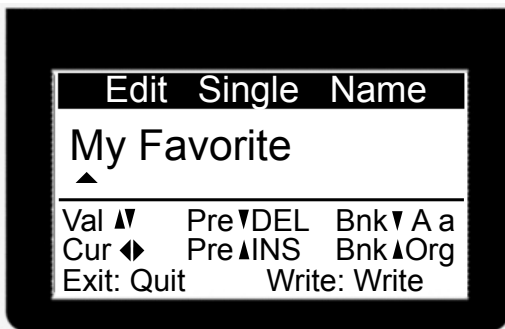 Edit Single Name
My Favorite
Val Pre DEL Bnk A a
Cur Pre INS Bnk Org
Exit: Quit Write: Write